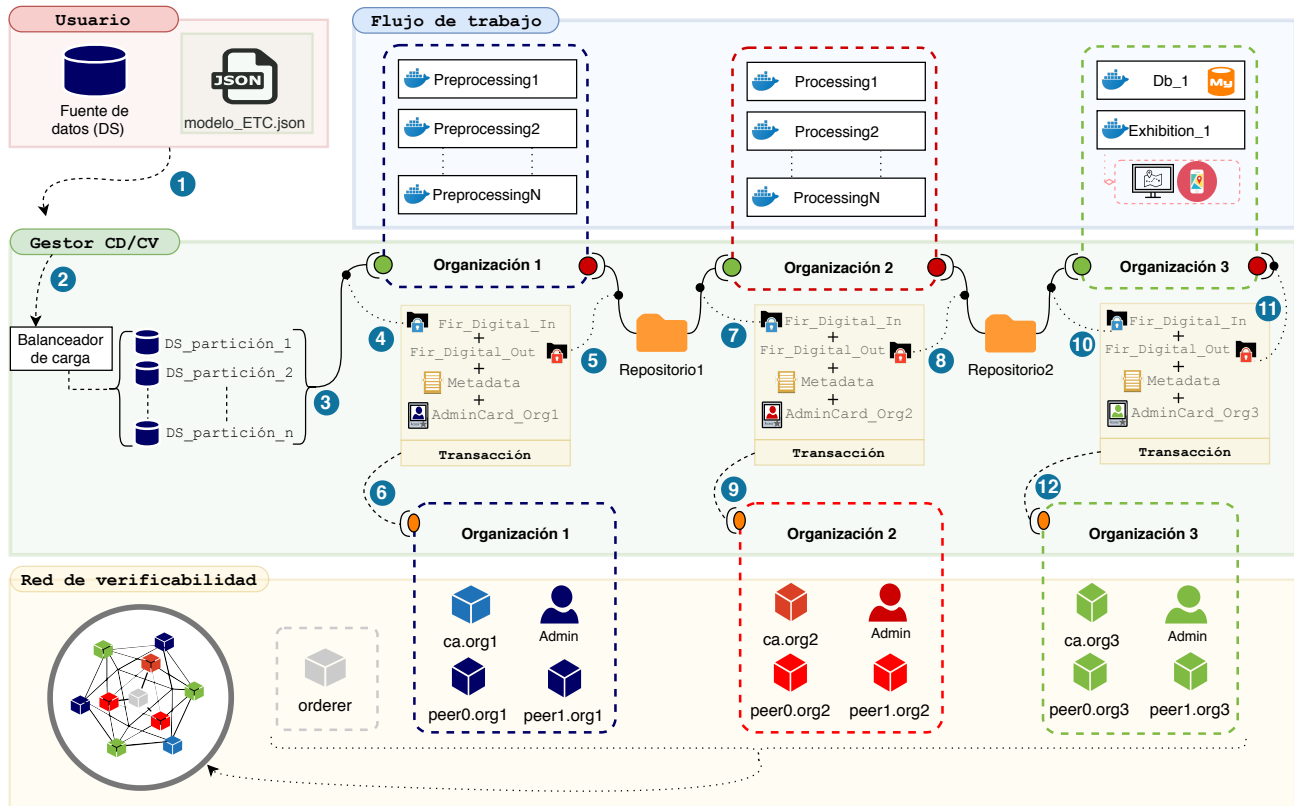 Usuario
Fuente de
datos (DS)
JSON
modelo_ETC.json
1
Flujo de trabajo
Preprocessing1
Preprocessing2
PreprocessingN
Processing1
Processing2
ProcessingN
Db_1
My
Exhibition_1
Gestor CD/CV
2
Balanceador
de carga
DS_partición_1
DS_partición_2
DS_partición_n
3
Organización 1
4
Fir_Digital_In
+
Fir_Digital_Out
+
Metadata
+
AdminCard_Org1
Transacción
5
Repositorio1
6
Organización 2
7
Fir_Digital_In
+
Fir_Digital_Out
+
Metadata
+
AdminCard_Org2
Transacción
8
Repositorio2
9
Organización 3
10
Fir_Digital_In
+
Fir_Digital_Out
+
Metadata
+
AdminCard_Org3
Transacción
11
12
Red de verificabilidad
orderer
Organización 1
ca.org1
Admin
peer0.org1
peer1.org1
Organización 2
ca.org2
Admin
peer0.org2
peer1.org2
Organización 3
ca.org3
Admin
peer0.org3
peer1.org3